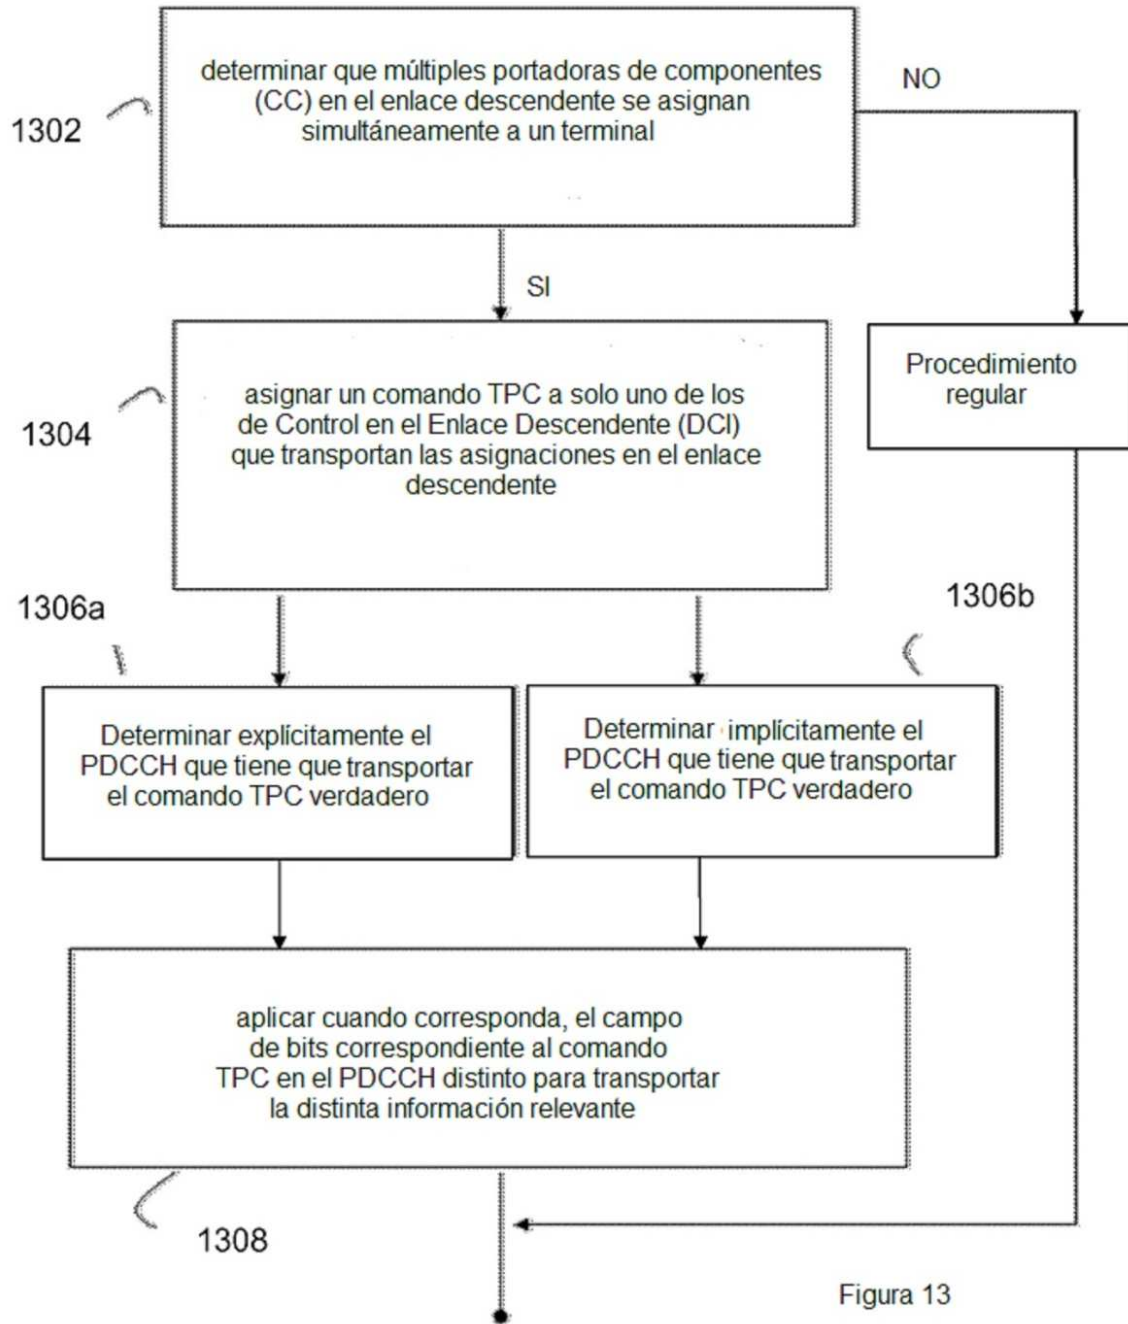 determinar que múltiples portadoras de componentes
(CC) en el enlace descendente se asignan
simultáneamente a un terminal
NO
1302
SI
asignar un comando TPC a solo uno de los
de Control en el Enlace Descendente (DCI)
que transportan las asignaciones en el enlace
descendente
1304
Procedimiento
regular
1306a
1306b
Determinar explícitamente el
PDCCH que tiene que transportar
el comando TPC verdadero
Determinar implícitamente el
PDCCH que tiene que transportar
el comando TPC verdadero
aplicar cuando corresponda, el campo
de bits correspondiente al comando
TPC en el PDCCH distinto para transportar
la distinta información relevante
1308
Figura 13